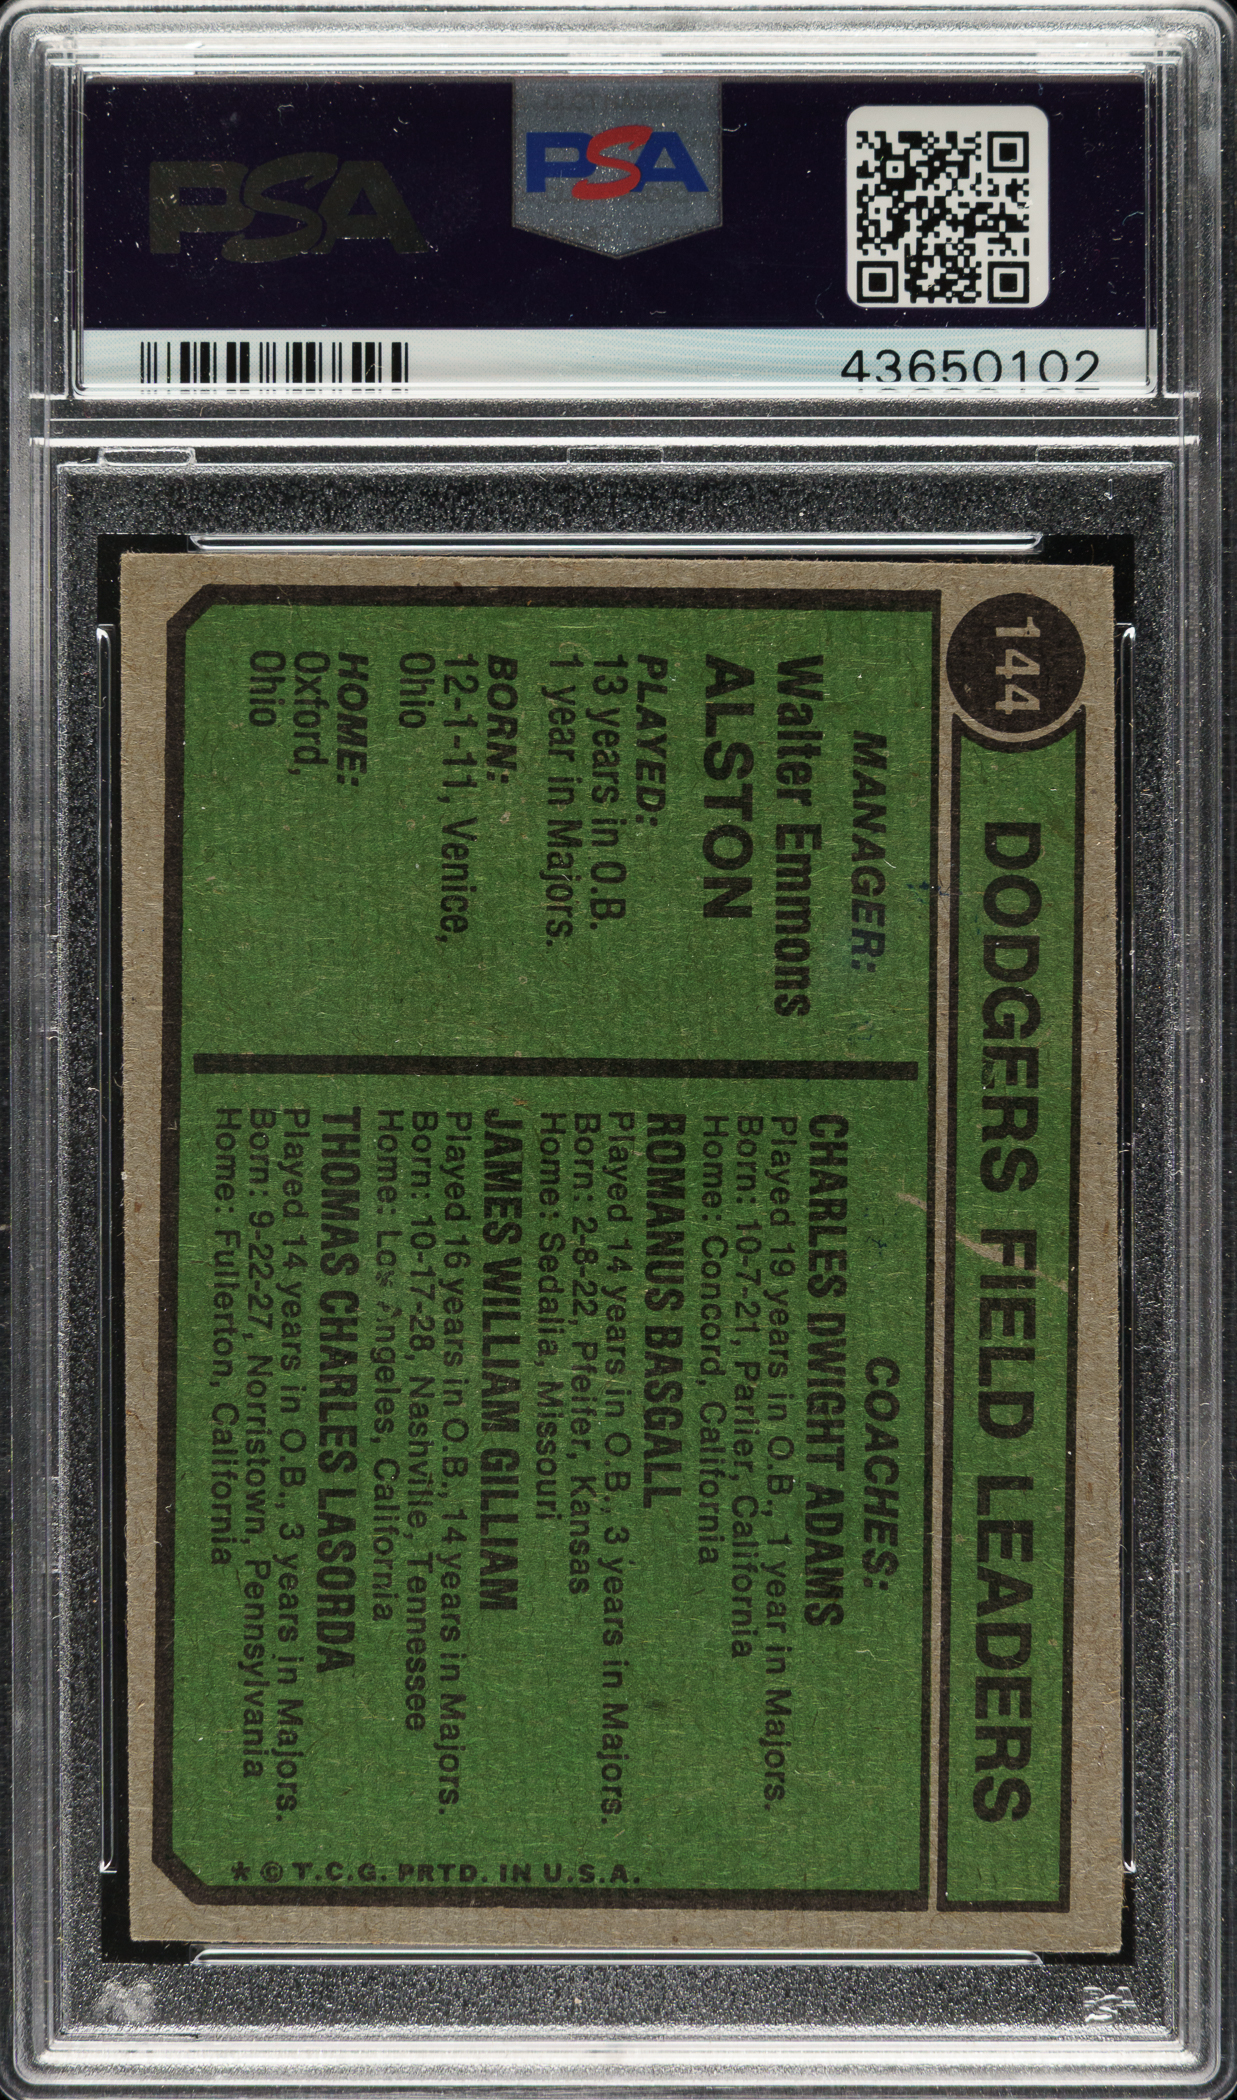 PSA
PSA
43650102
144
DODGERS FIELD LEADERS
MANAGER:
Walter Emmons
ALSTON
PLAYED:
13 years in O.B.
1 year in Majors.
BORN:
12-1-11, Venice,
Ohio
HOME:
Oxford,
Ohio
COACHES:
CHARLES DWIGHT ADAMS
Played 19 years in O.B., 1 year in Majors.
Born: 10-7-21, Parlier, California
Home: Concord, California
ROMANUS BASGALL
Played 14 years in O.B., 3 years in Majors.
Born: 2-8-22, Pfeifer, Kansas
Home: Sedalia, Missouri
JAMES WILLIAM GILLIAM
Played 16 years in O.B., 14 years in Majors.
Born: 10-17-28, Nashville, Tennessee
Home: Los Angeles, California
THOMAS CHARLES LASORDA
Played 14 years in O.B., 3 years in Majors.
Born: 9-22-27, Norristown, Pennsylvania
Home: Fullerton, California
* © T.C.G. PRTD. IN U.S.A.